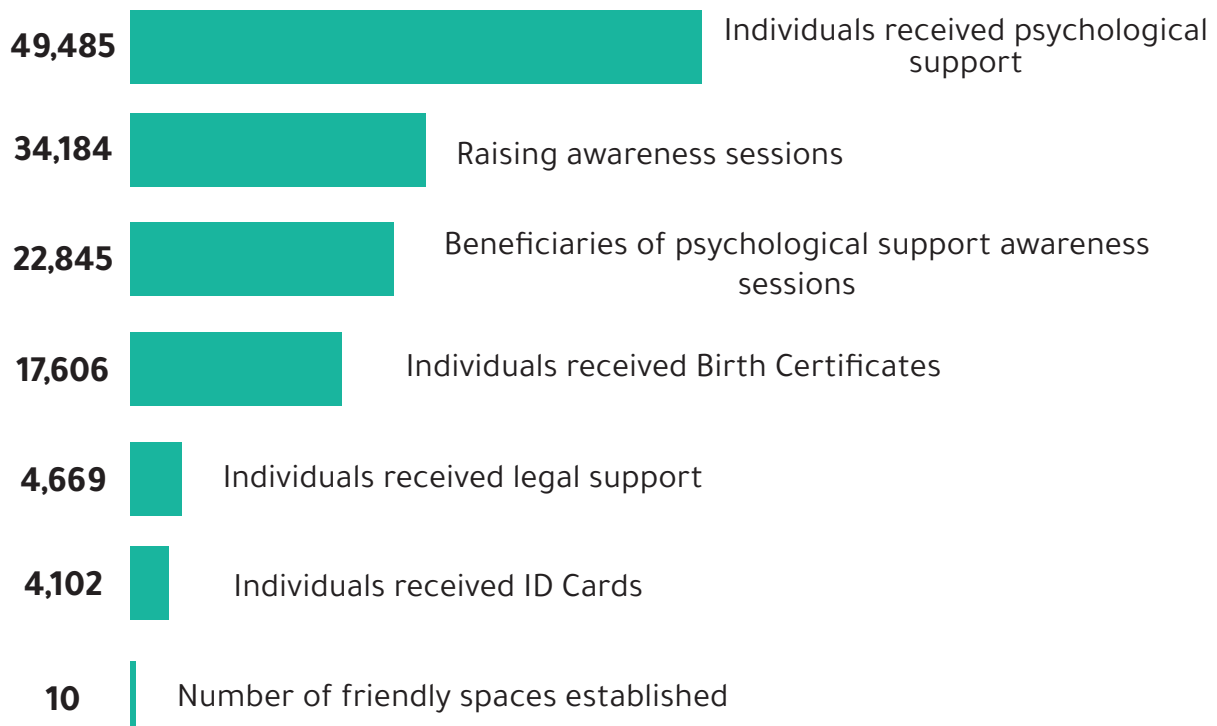 49,485
Individuals received psychological
support
34,184
Raising awareness sessions
22,845
Beneficiaries of psychological support awareness
sessions
17,606
Individuals received Birth Certificates
4,669
Individuals received legal support
4,102
Individuals received ID Cards
10
Number of friendly spaces established